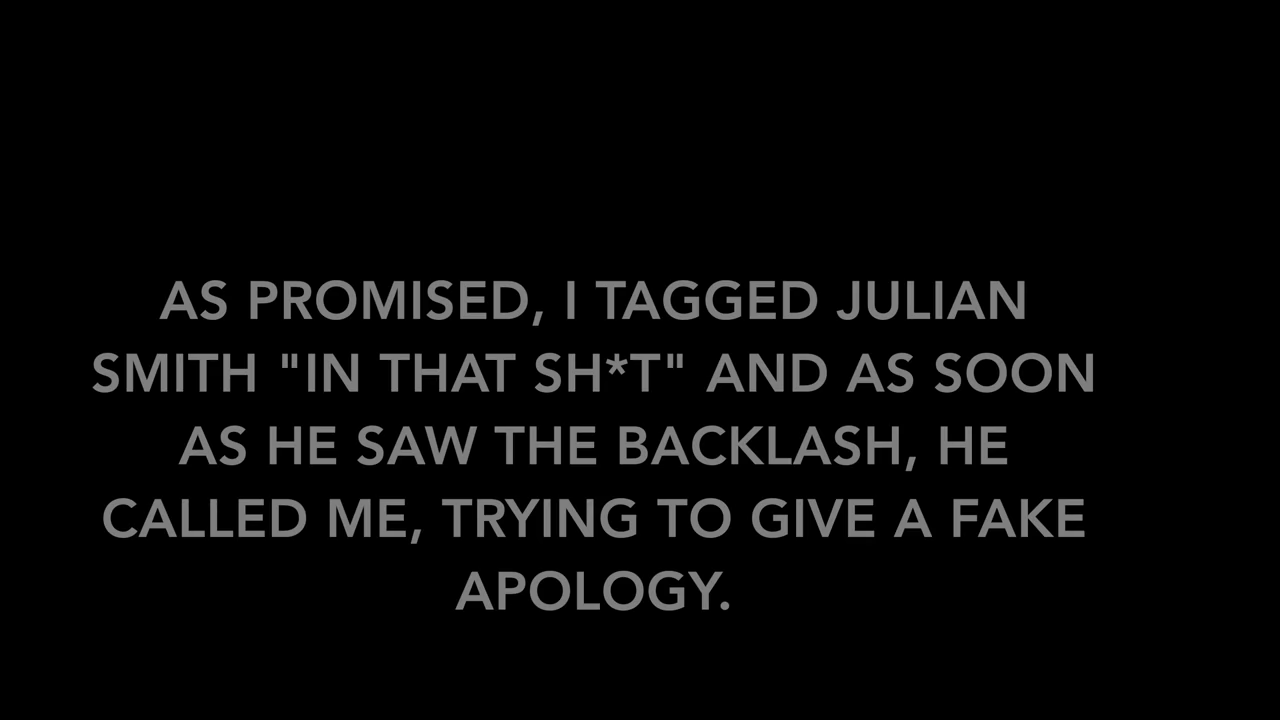 AS PROMISED, I TAGGED JULIAN
SMITH "IN THAT SH*T" AND AS SOON
AS HE SAW THE BACKLASH, HE
CALLED ME, TRYING TO GIVE A FAKE
APOLOGY.